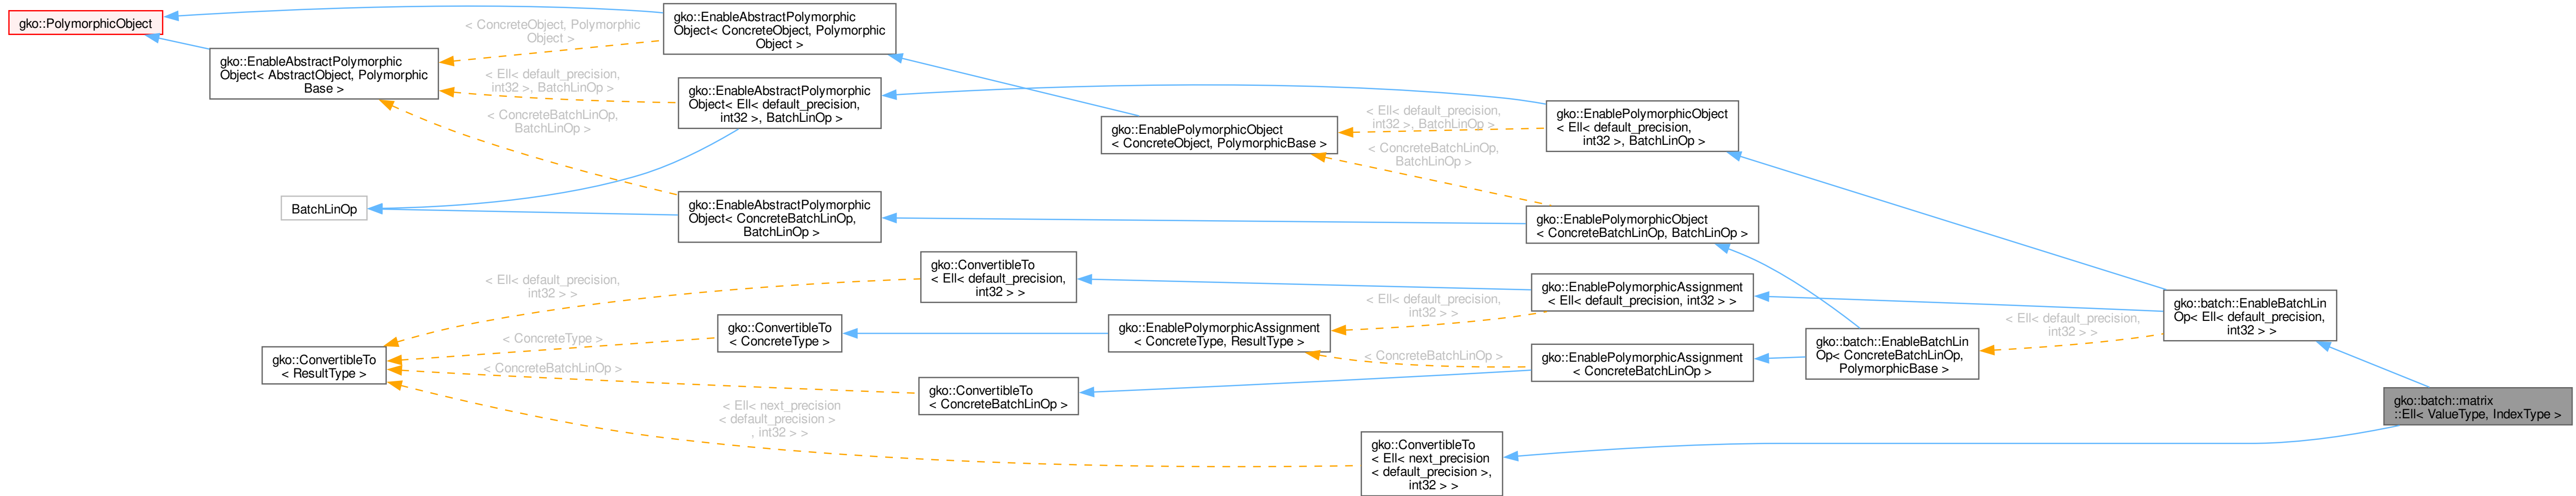 gko::PolymorphicObject
gko::EnableAbstractPolymorphic
Object< AbstractObject, Polymorphic
Base >
< ConcreteObject, Polymorphic
Object >
< Ell< default_precision,
int32 >, BatchLinOp >
< ConcreteBatchLinOp,
BatchLinOp >
gko::EnableAbstractPolymorphic
Object< ConcreteObject, Polymorphic
Object >
gko::EnableAbstractPolymorphic
Object< Ell< default_precision,
int32 >, BatchLinOp >
BatchLinOp
gko::EnableAbstractPolymorphic
Object< ConcreteBatchLinOp,
BatchLinOp >
gko::EnablePolymorphicObject
< ConcreteObject, PolymorphicBase >
< Ell< default_precision,
int32 >, BatchLinOp >
< ConcreteBatchLinOp,
BatchLinOp >
gko::EnablePolymorphicObject
< Ell< default_precision,
int32 >, BatchLinOp >
gko::EnablePolymorphicObject
< ConcreteBatchLinOp, BatchLinOp >
gko::ConvertibleTo
< ResultType >
< Ell< default_precision,
int32 > >
< ConcreteType >
< ConcreteBatchLinOp >
< Ell< next_precision
< default_precision >
, int32 > >
gko::ConvertibleTo
< Ell< default_precision,
int32 > >
gko::ConvertibleTo
< ConcreteType >
gko::ConvertibleTo
< ConcreteBatchLinOp >
gko::EnablePolymorphicAssignment
< ConcreteType, ResultType >
< Ell< default_precision,
int32 > >
< ConcreteBatchLinOp >
gko::EnablePolymorphicAssignment
< Ell< default_precision, int32 > >
gko::EnablePolymorphicAssignment
< ConcreteBatchLinOp >
gko::ConvertibleTo
< Ell< next_precision
< default_precision >,
int32 > >
gko::batch::EnableBatchLin
Op< ConcreteBatchLinOp,
PolymorphicBase >
< Ell< default_precision,
int32 > >
gko::batch::EnableBatchLin
Op< Ell< default_precision,
int32 > >
gko::batch::matrix
::Ell< ValueType, IndexType >